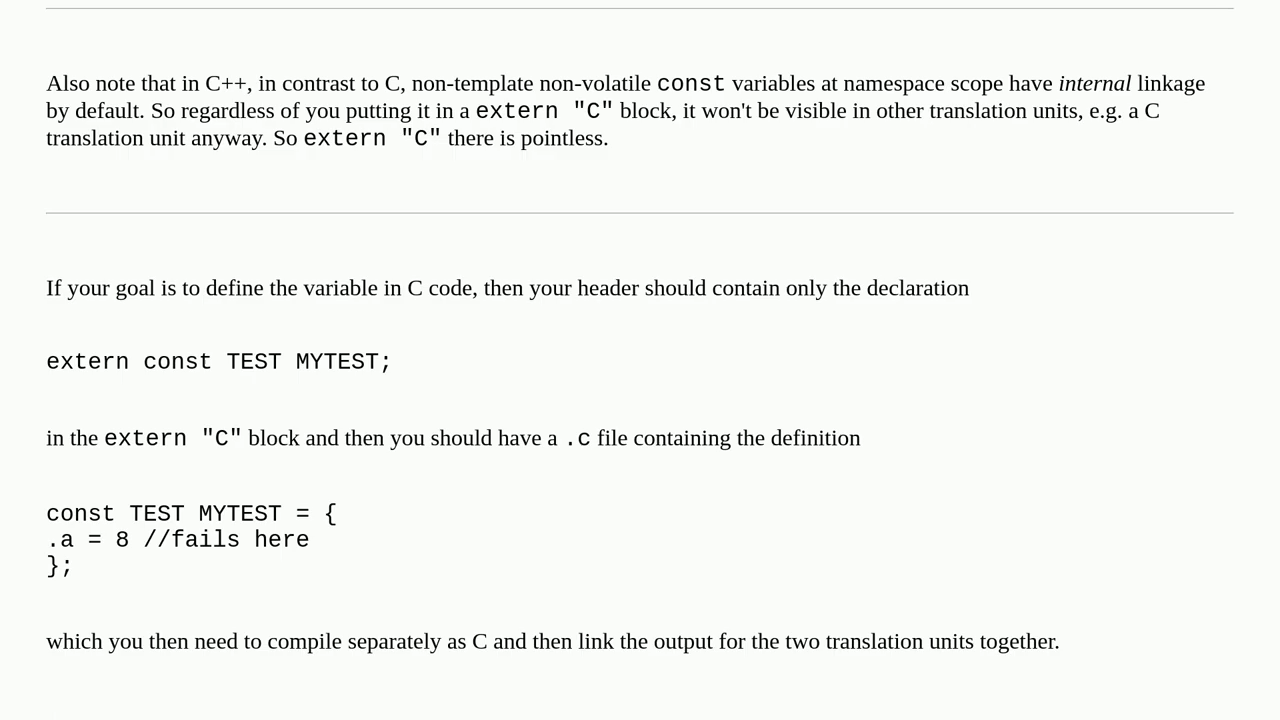 Also note that in C++, in contrast to C, non-template non-volatile const variables at namespace scope have internal linkage
by default. So regardless of you putting it in a extern "C" block, it won't be visible in other translation units, e.g. a C
translation unit anyway. So extern "C" there is pointless.
If your goal is to define the variable in C code, then your header should contain only the declaration
extern const TEST MYTEST;
in the extern "C" block and then you should have a .c file containing the definition
const TEST MYTEST = {
.a = 8 //fails here
};
which you then need to compile separately as C and then link the output for the two translation units together.